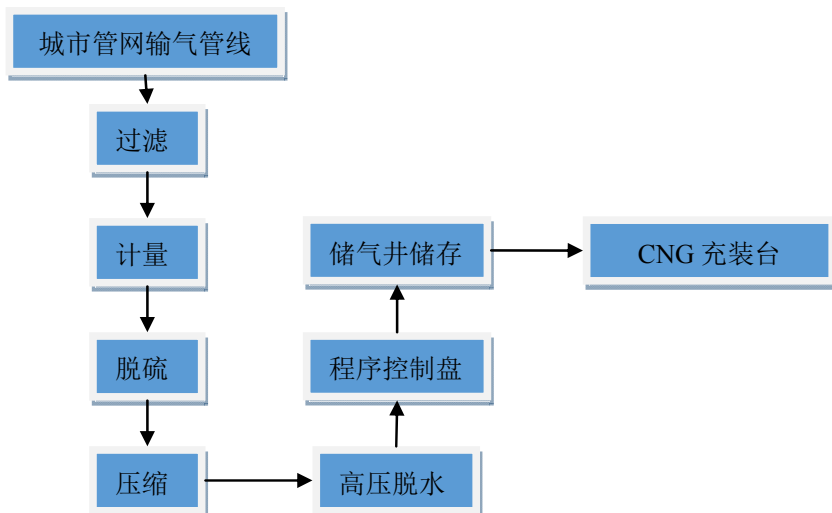 城市管网输气管线
过滤
计量
脱硫
压缩
高压脱水
程序控制盘
储气井储存
CNG 充装台